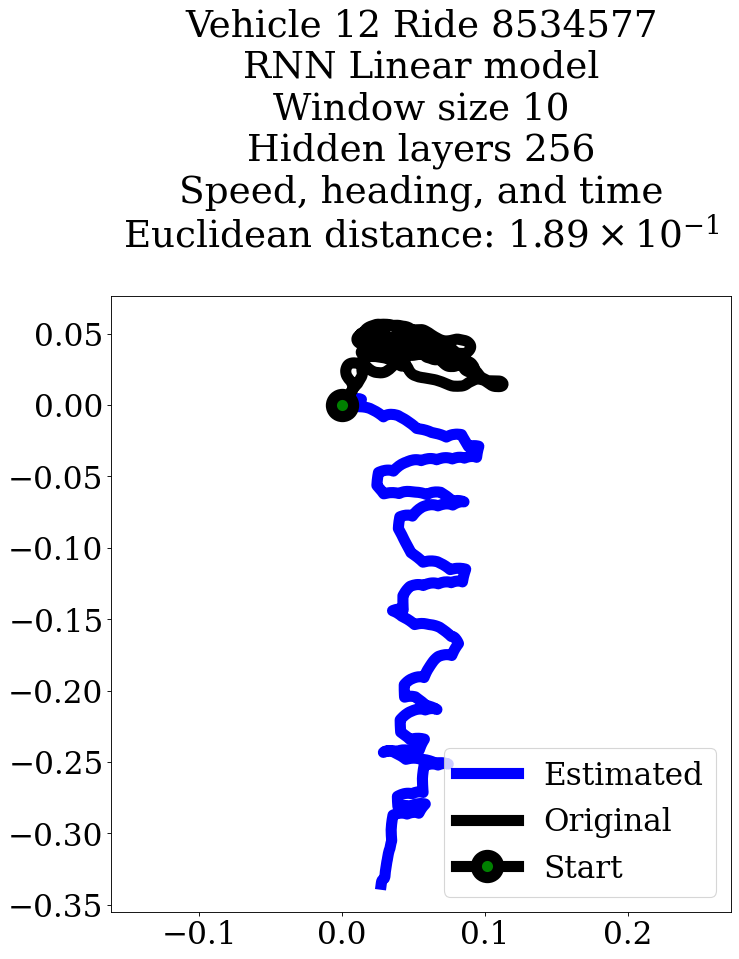 Vehicle 12 Ride 8534577
RNN Linear model
Window size 10
Hidden layers 256
Speed, heading, and time
Euclidean distance: 1.89 × 10⁻¹
0.05
0.00
−0.05
−0.10
−0.15
−0.20
−0.25
−0.30
−0.35
Estimated
Original
Start
−0.1
0.0
0.1
0.2